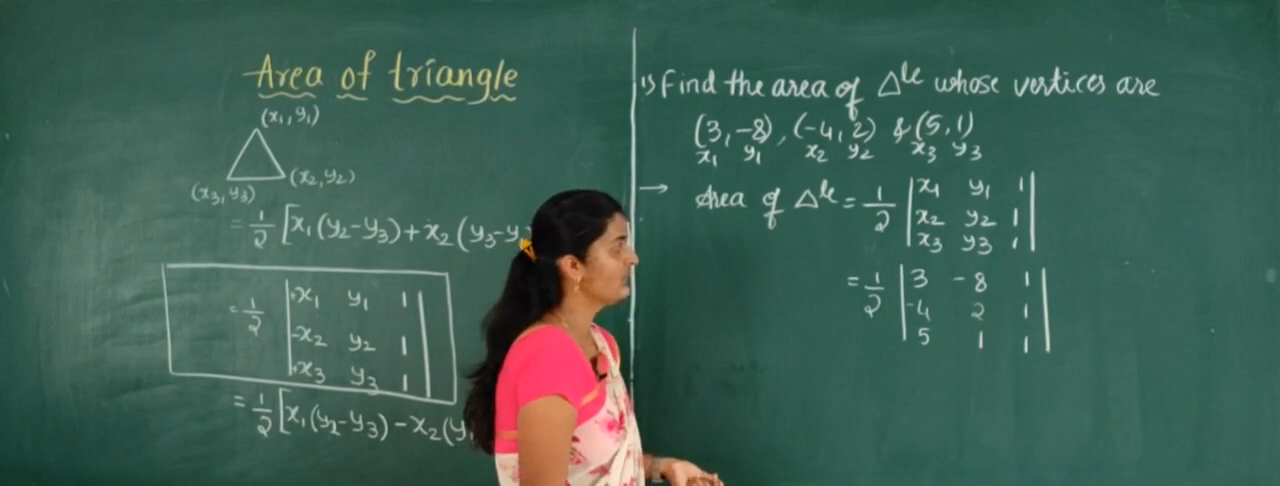 Area of triangle
(x₁, y₁)
(x₂, y₂)
(x₃, y₃)
= 1/2 [x₁(y₂-y₃)+x₂(y₃-y
= 1/2 |+x₁ y₁ 1|
|-x₂ y₂ 1|
|+x₃ y₃ 1|
= 1/2 [x₁(y₂-y₃)-x₂(y
1) Find the area of Δle whose vertices are
(3,-8), (-4,2) & (5,1)
x₁ y₁ x₂ y₂ x₃ y₃
→ Area of Δle = 1/2 |x₁ y₁ 1|
|x₂ y₂ 1|
|x₃ y₃ 1|
= 1/2 |3 -8 1|
|-4 2 1|
|5 1 1|